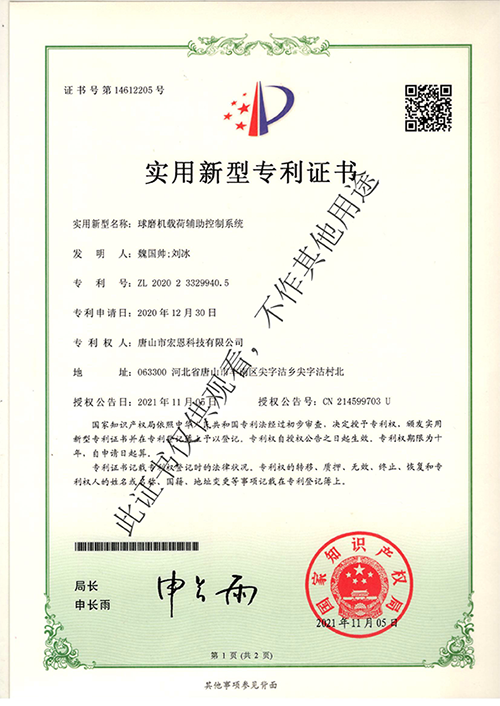 证书号第14612205号
实用新型专利证书
实用新型名称：球磨机载荷辅助控制系统
发明人：魏国帅;刘冰
专利号：ZL 2020 2 3329940.5
专利申请日：2020年12月30日
专利权人：唐山市宏恩科技有限公司
地址：063300 河北省唐山市丰南区尖字沽乡尖字沽村北
授权公告日：2021年11月05日 授权公告号：CN 214599703 U
国家知识产权局依照中华人民共和国专利法经过初步审查，决定授予专利权，颁发实用
新型专利证书并在专利登记簿上予以登记。专利权自授权公告之日起生效。专利权期限为十
年，自申请日起算。
专利证书记载专利权登记时的法律状况。专利权的转移、质押、无效、终止、恢复和专
利权人的姓名或名称、国籍、地址变更等事项记载在专利登记簿上。
此证书仅供观看，不作其他用途
局长
申长雨
申长雨
国家知识产权局
2021年11月05日
第 1 页 (共 2 页)
其他事项参见背面